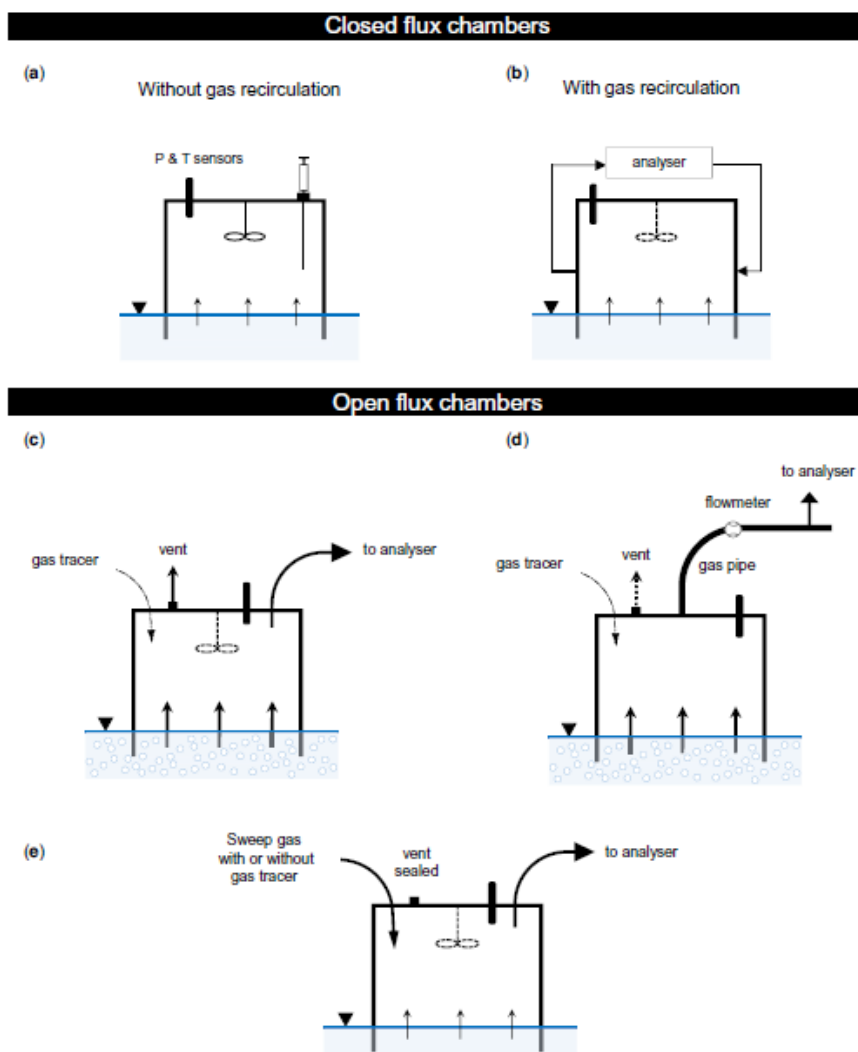 Closed flux chambers
(a)
Without gas recirculation
P & T sensors
(b)
With gas recirculation
analyser
Open flux chambers
(c)
gas tracer
vent
to analyser
(d)
to analyser
flowmeter
vent
gas tracer
gas pipe
(e)
Sweep gas
with or without
gas tracer
vent
sealed
to analyser